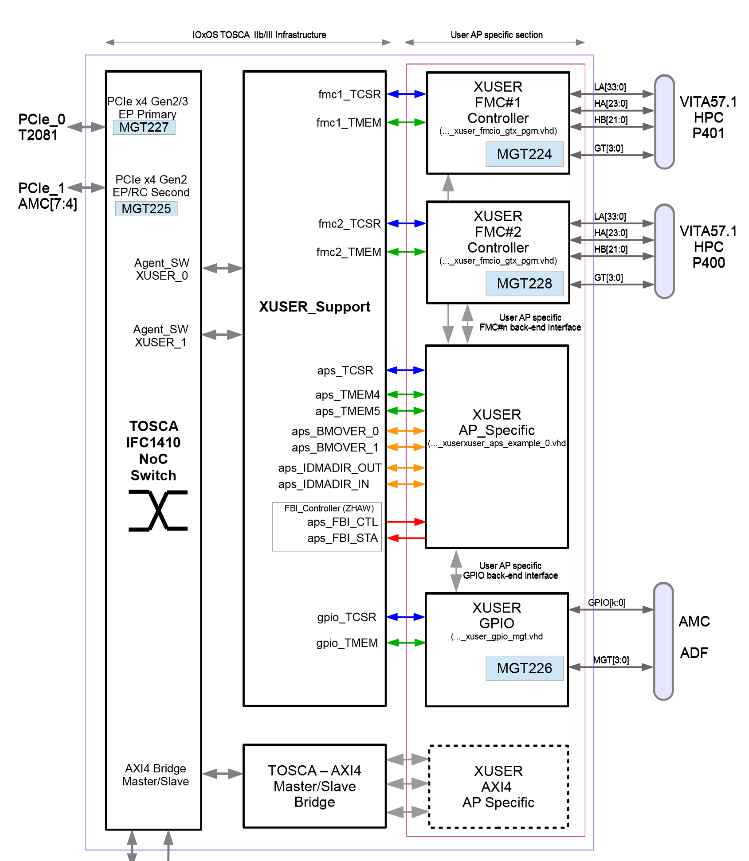 IOxOS TOSCA IIb/III Infrastructure
User AP specific section
PCIe_0
T2081
PCIe_1
AMC[7:4]
PCIe x4 Gen2/3
EP Primary
MGT227
PCIe x4 Gen2
EP/RC Second
MGT225
Agent_SW
XUSER_0
Agent_SW
XUSER_1
TOSCA
IFC1410
NoC
Switch
AXI4 Bridge
Master/Slave
fmc1_TCSR
fmc1_TMEM
fmc2_TCSR
fmc2_TMEM
XUSER_Support
aps_TCSR
aps_TMEM4
aps_TMEM5
aps_BMOVER_0
aps_BMOVER_1
aps_IDMADIR_OUT
aps_IDMADIR_IN
FBI_Controller (ZHAW)
aps_FBI_CTL
aps_FBI_STA
gpio_TCSR
gpio_TMEM
TOSCA – AXI4
Master/Slave
Bridge
XUSER
FMC#1
Controller
(..._xuser_fmcio_gtx_pgm.vhd)
MGT224
XUSER
FMC#2
Controller
(..._xuser_fmcio_gtx_pgm.vhd)
MGT228
User AP specific
FMC#n back-end interface
XUSER
AP_Specific
(..._xuserxuser_aps_example_0.vhd
User AP specific
GPIO back-end interface
XUSER
GPIO
(..._xuser_gpio_mgt.vhd
MGT226
XUSER
AXI4
AP Specific
LA[33:0]
HA[23:0]
HB[21:0]
GT[3:0]
VITA57.1
HPC
P401
LA[33:0]
HA[23:0]
HB[21:0]
GT[3:0]
VITA57.1
HPC
P400
GPIO[k:0]
MGT[3:0]
AMC
ADF